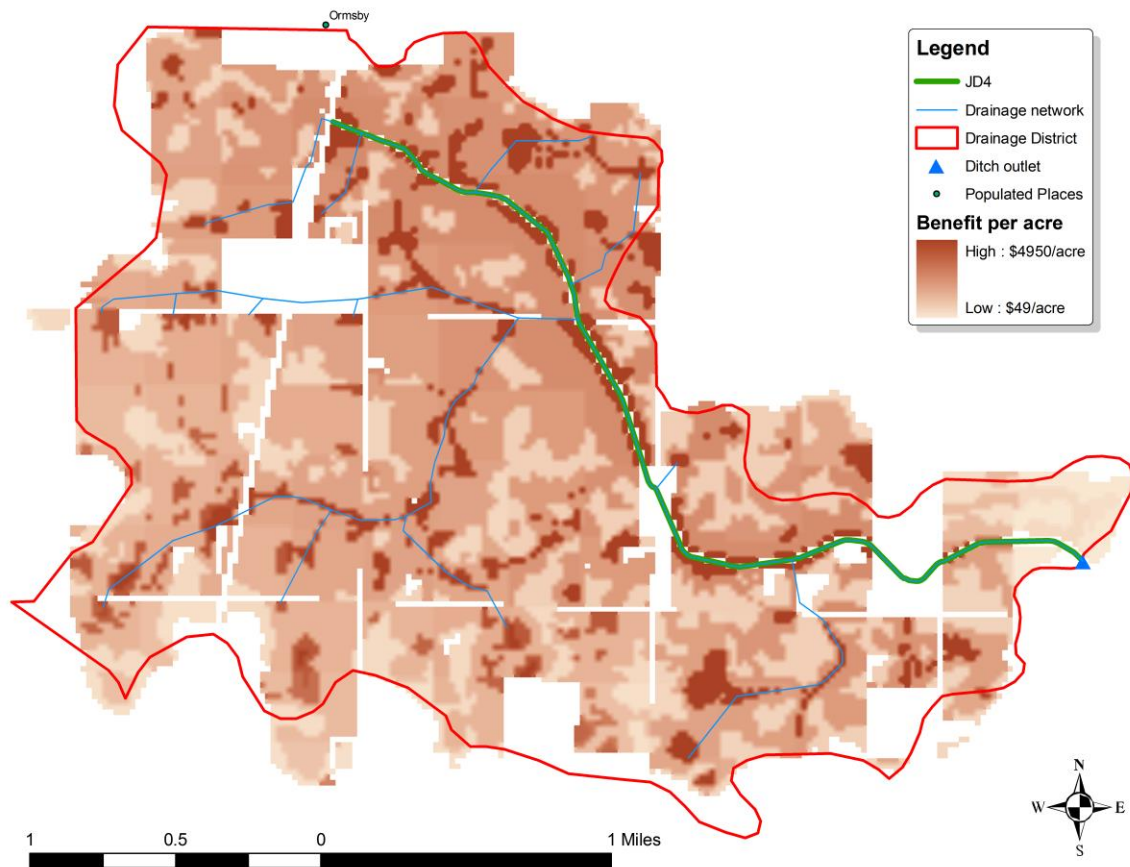 Ormsby
Legend
JD4
Drainage network
Drainage District
Ditch outlet
Populated Places
Benefit per acre
High : $4950/acre
Low : $49/acre
N
W E
S
1 0.5 0 1 Miles